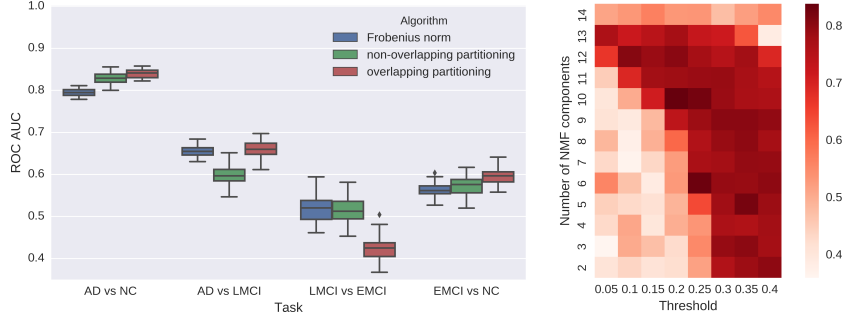 1.0
0.9
0.8
0.7
0.6
0.5
0.4
ROC AUC
Algorithm
Frobenius norm
non-overlapping partitioning
overlapping partitioning
AD vs NC
AD vs LMCI
LMCI vs EMCI
EMCI vs NC
Task
Number of NMF components
14
13
12
11
10
9
8
7
6
5
4
3
2
0.05 0.1 0.15 0.2 0.25 0.3 0.35 0.4
Threshold
0.8
0.7
0.6
0.5
0.4